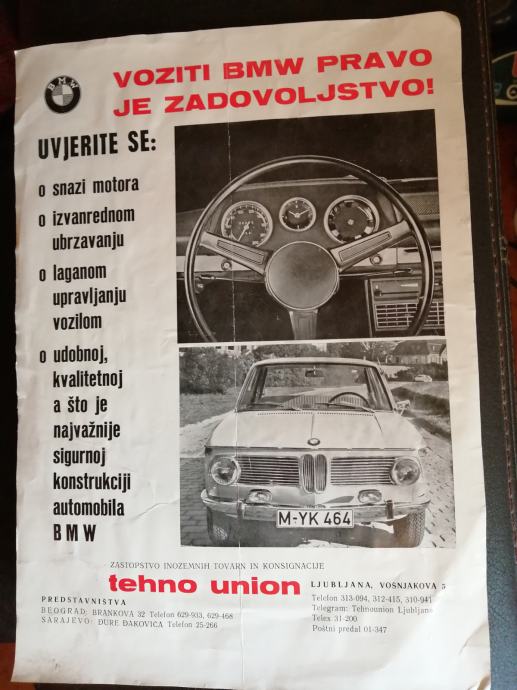 BMW
VOZITI BMW PRAVO
JE ZADOVOLJSTVO!
UVJERITE SE:
o snazi motora
o izvanrednom
ubrzavanju
o laganom
upravljanju
vozilom
o udobnoj,
kvalitetnoj
a što je
najvažnije
sigurnoj
konstrukciji
automobila
BMW
M-YK 464
ZASTOPSTVO INOZEMNIH TOVARN IN KONSIGNACIJE
tehno union
LJUBLJANA, VOSNJAKOVA 5
Telefon 313-094, 312-415, 310-941
Telegram: Tehnounion Ljubljana
Telex 31-200
Poštni predal 01-347
PREDSTAVNISTVA
BEOGRAD: BRANKOVA 32 Telefon 629-933, 629-468
SARAJEVO: ĐURE ĐAKOVIĆA Telefon 25-266